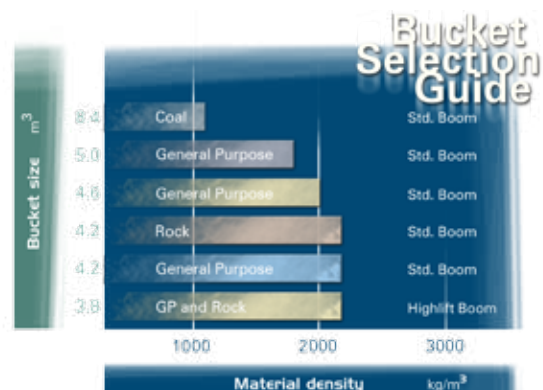 Bucket
Selection
Guide
Bucket size m³
8.4 Coal Std. Boom
5.0 General Purpose Std. Boom
4.6 General Purpose Std. Boom
4.2 Rock Std. Boom
4.2 General Purpose Std. Boom
3.8 GP and Rock Highlift Boom
1000 2000 3000
Material density kg/m³